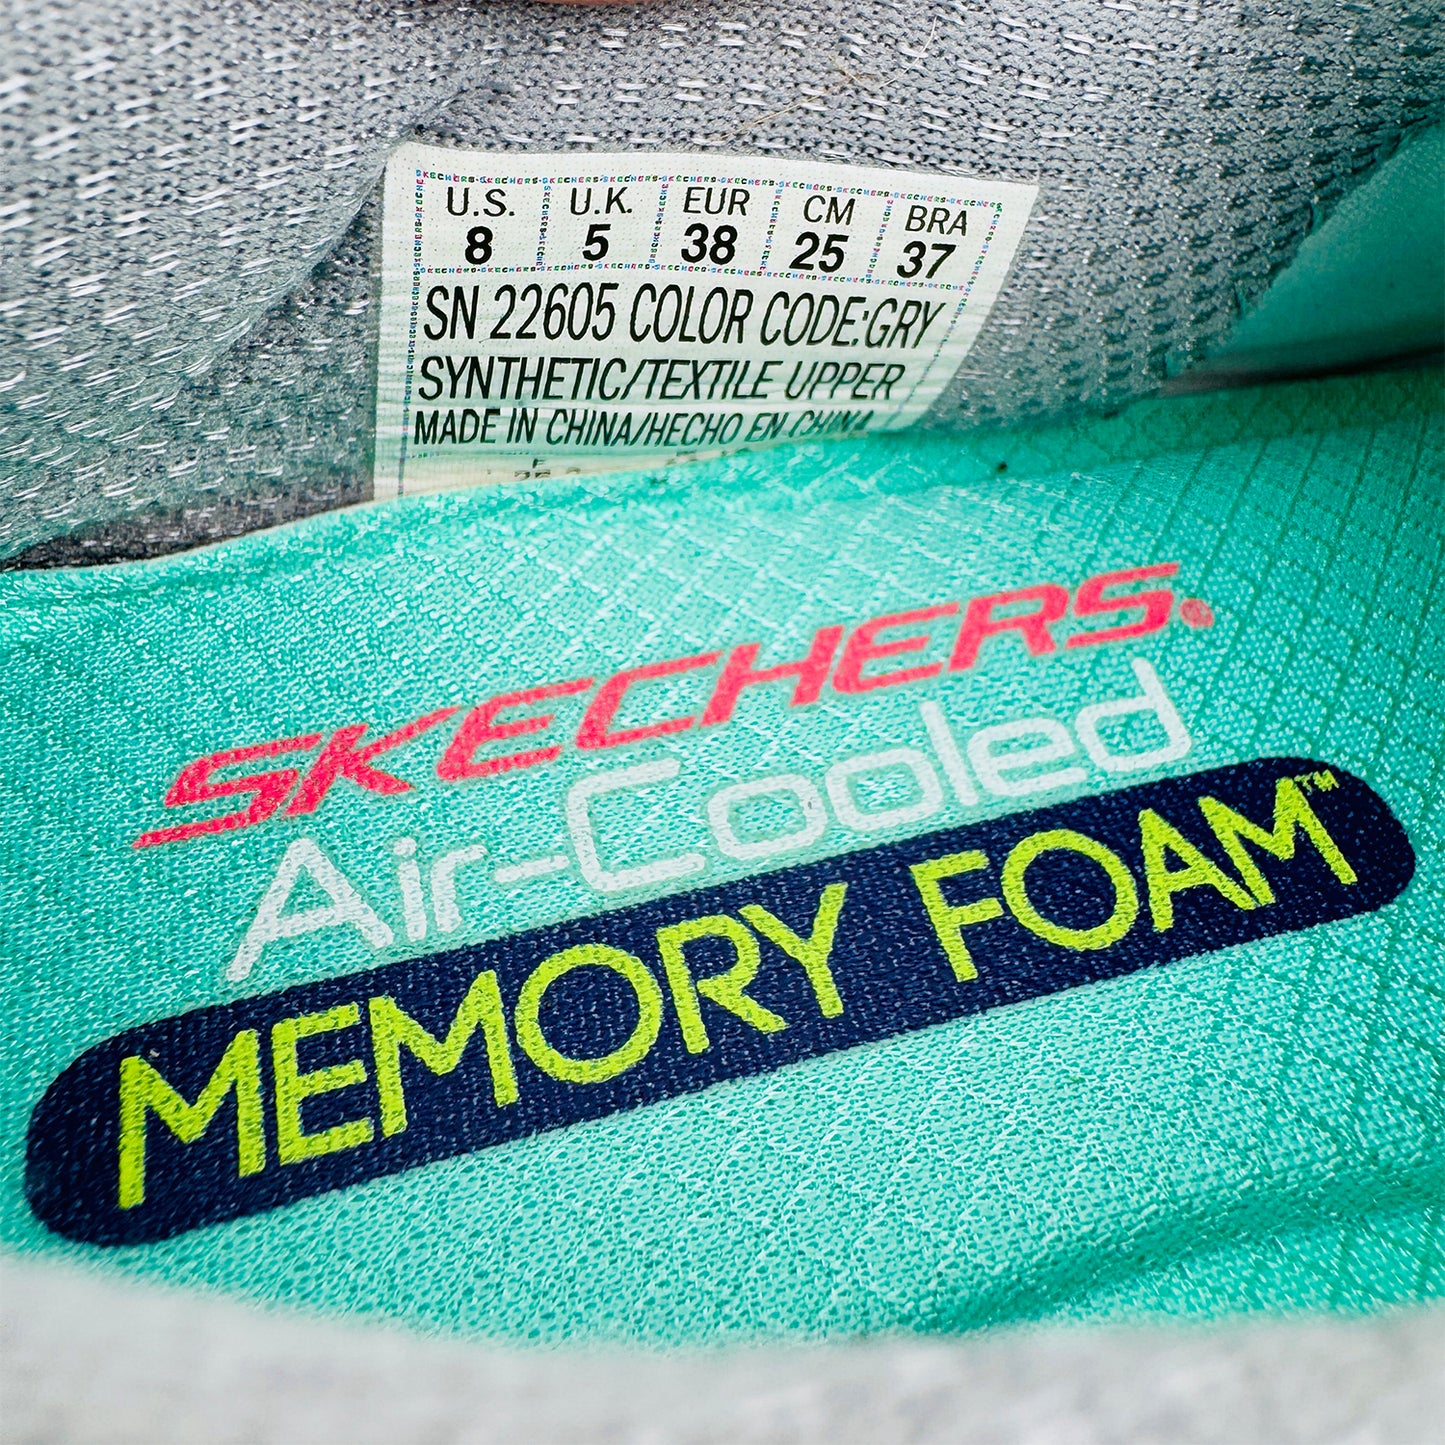 U.S. U.K. EUR CM BRA
8 5 38 25 37
SN 22605 COLOR CODE:GRY
SYNTHETIC/TEXTILE UPPER
MADE IN CHINA/HECHO EN CHINA
SKECHERS®
Air-Cooled
MEMORY FOAM™